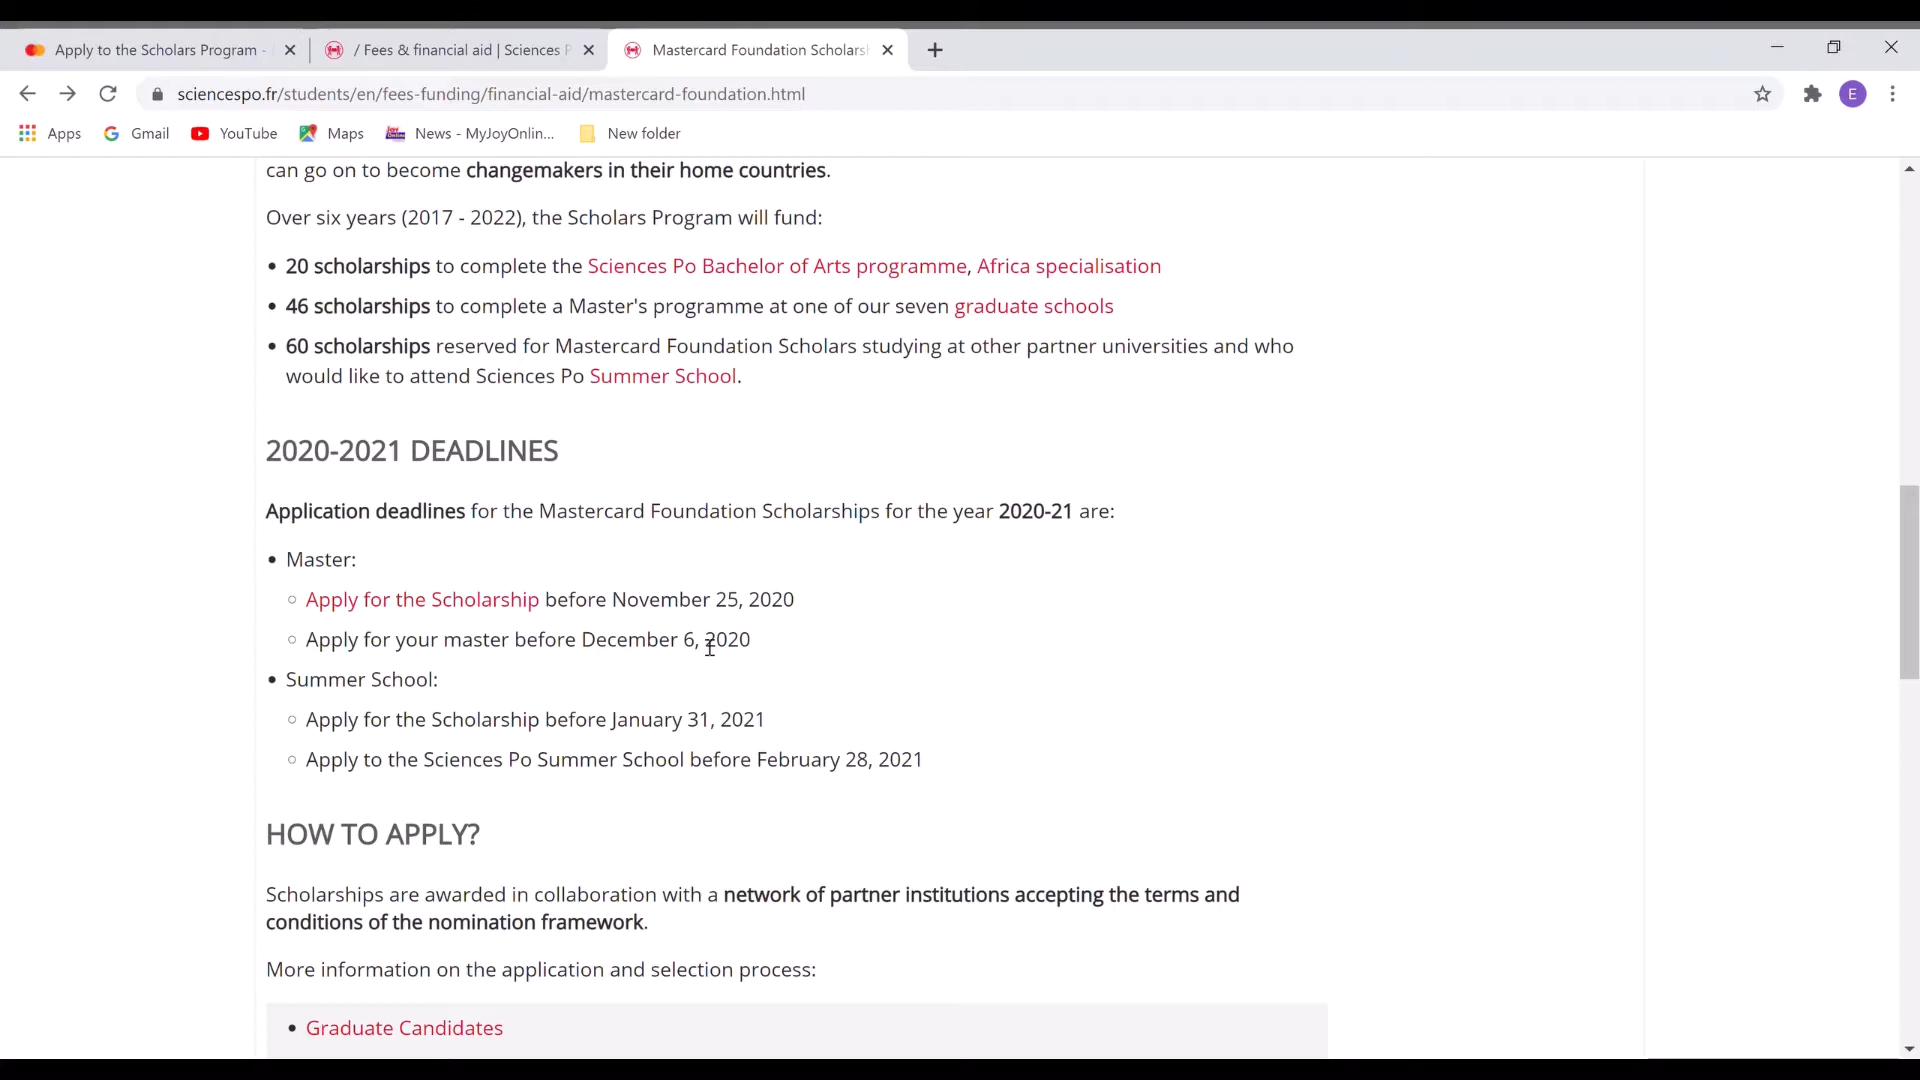 Apply to the Scholars Program -
/ Fees & financial aid | Sciences P
Mastercard Foundation Scholars
sciencespo.fr/students/en/fees-funding/financial-aid/mastercard-foundation.html
E
Apps
Gmail
YouTube
Maps
News - MyJoyOnlin...
New folder
can go on to become changemakers in their home countries.
Over six years (2017 - 2022), the Scholars Program will fund:
• 20 scholarships to complete the Sciences Po Bachelor of Arts programme, Africa specialisation
• 46 scholarships to complete a Master's programme at one of our seven graduate schools
• 60 scholarships reserved for Mastercard Foundation Scholars studying at other partner universities and who
would like to attend Sciences Po Summer School.
2020-2021 DEADLINES
Application deadlines for the Mastercard Foundation Scholarships for the year 2020-21 are:
• Master:
○ Apply for the Scholarship before November 25, 2020
○ Apply for your master before December 6, 2020
• Summer School:
○ Apply for the Scholarship before January 31, 2021
○ Apply to the Sciences Po Summer School before February 28, 2021
HOW TO APPLY?
Scholarships are awarded in collaboration with a network of partner institutions accepting the terms and
conditions of the nomination framework.
More information on the application and selection process:
• Graduate Candidates